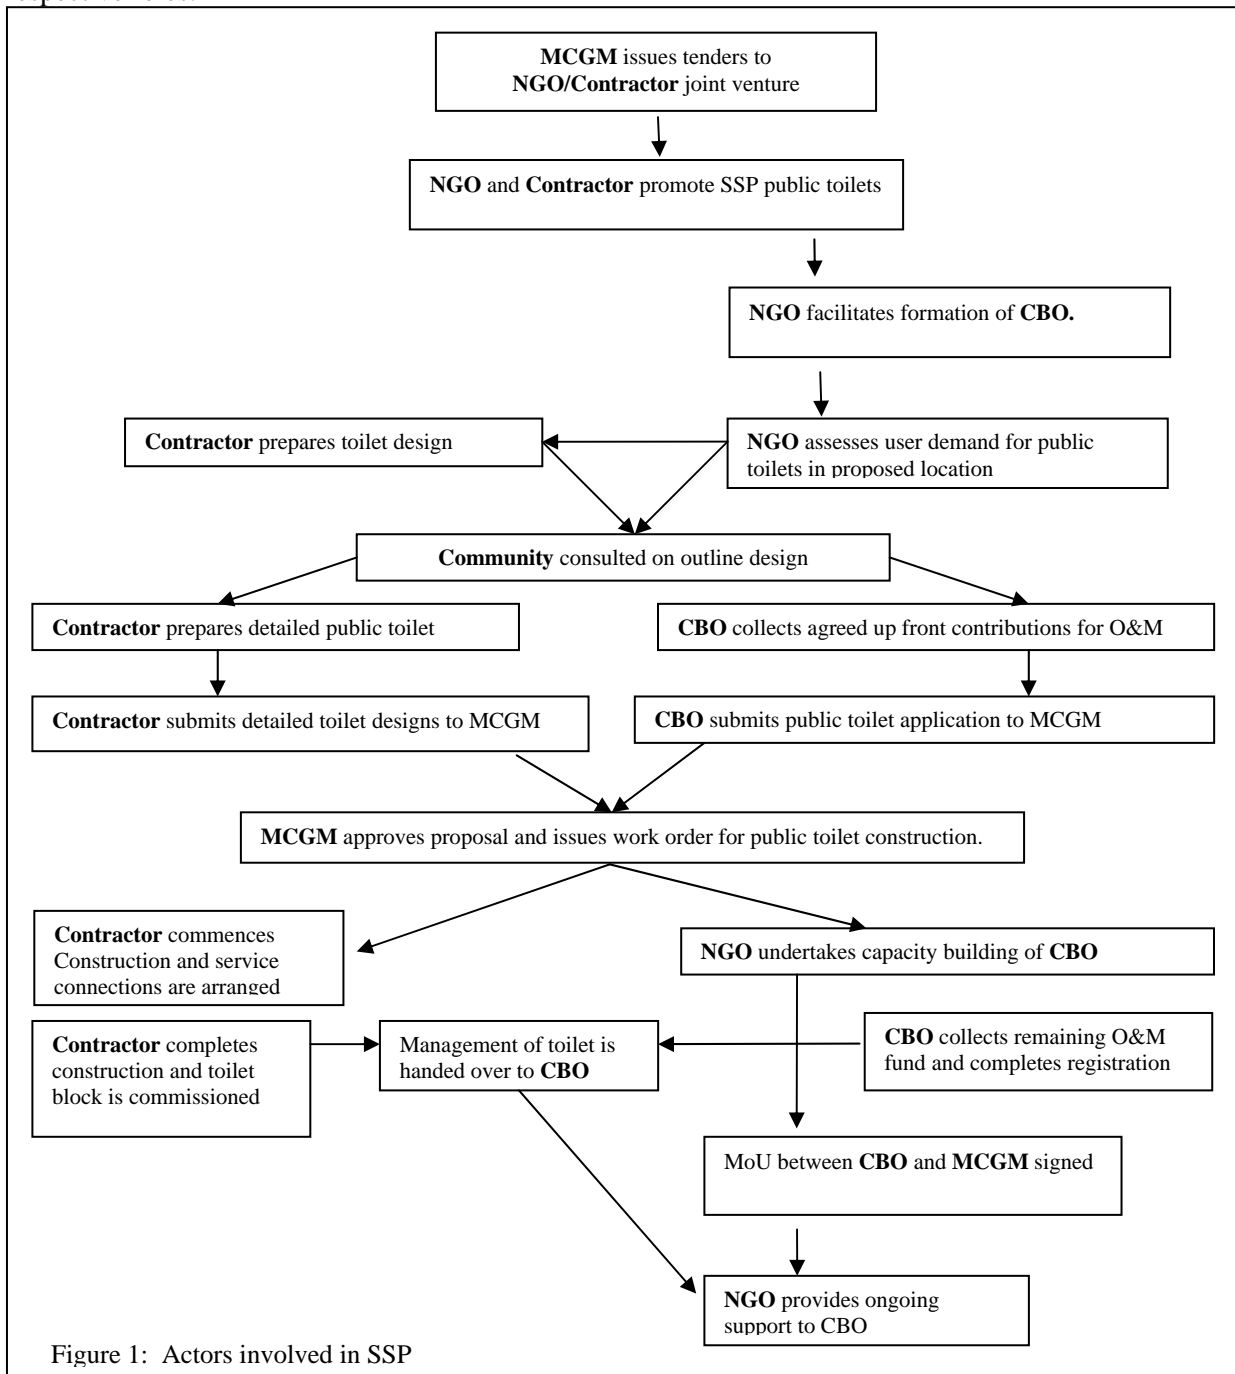 MCGM issues tenders to
NGO/Contractor joint venture
NGO and Contractor promote SSP public toilets
NGO facilitates formation of CBO.
Contractor prepares toilet design
NGO assesses user demand for public
toilets in proposed location
Community consulted on outline design
Contractor prepares detailed public toilet
CBO collects agreed up front contributions for O&M
Contractor submits detailed toilet designs to MCGM
CBO submits public toilet application to MCGM
MCGM approves proposal and issues work order for public toilet construction.
Contractor commences
Construction and service
connections are arranged
NGO undertakes capacity building of CBO
Contractor completes
construction and toilet
block is commissioned
Management of toilet is
handed over to CBO
CBO collects remaining O&M
fund and completes registration
MoU between CBO and MCGM signed
NGO provides ongoing
support to CBO
Figure 1: Actors involved in SSP